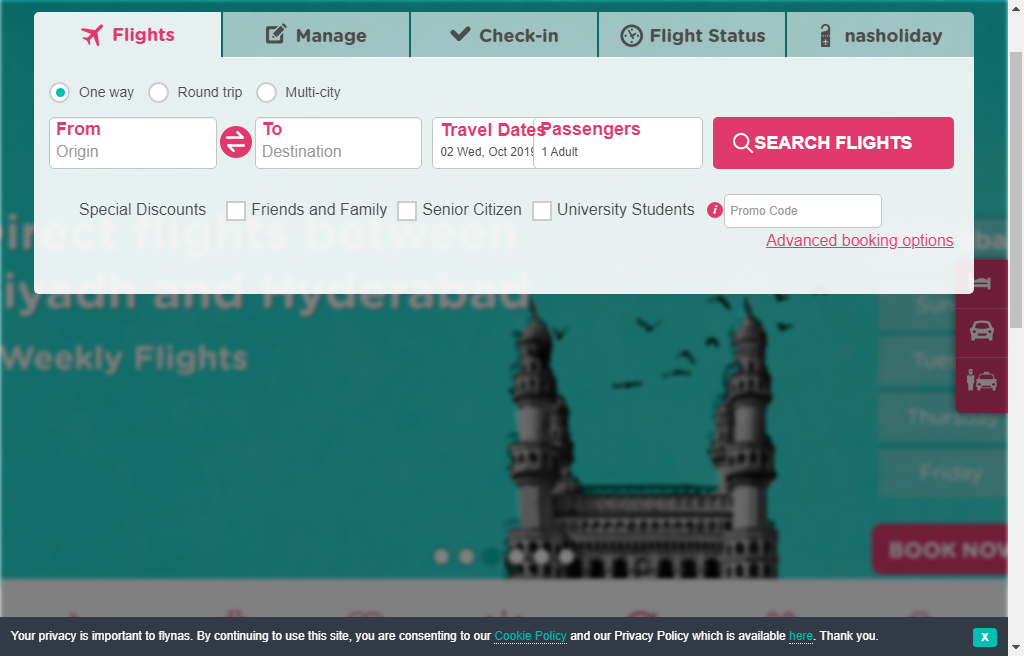 Flights
Manage
Check-in
Flight Status
nasholiday
One way
Round trip
Multi-city
From
Origin
To
Destination
Travel Dates
02 Wed, Oct 2019
Passengers
1 Adult
SEARCH FLIGHTS
Special Discounts
Friends and Family
Senior Citizen
University Students
i
Promo Code
Advanced booking options
irect flights between
iyadh and Hyderabad
Weekly Flights
Sun
Tues
Thursday
Friday
BOOK NOW
Your privacy is important to flynas. By continuing to use this site, you are consenting to our Cookie Policy and our Privacy Policy which is available here. Thank you.
X